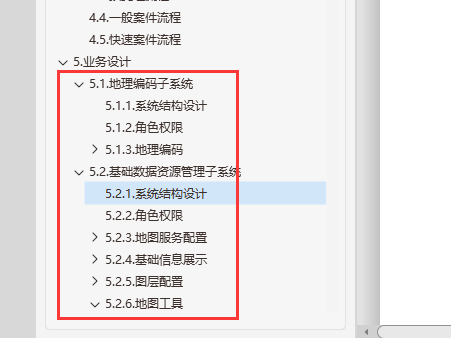 4.4.一般案件流程
4.5.快速案件流程
5.业务设计
5.1.地理编码子系统
5.1.1.系统结构设计
5.1.2.角色权限
5.1.3.地理编码
5.2.基础数据资源管理子系统
5.2.1.系统结构设计
5.2.2.角色权限
5.2.3.地图服务配置
5.2.4.基础信息展示
5.2.5.图层配置
5.2.6.地图工具